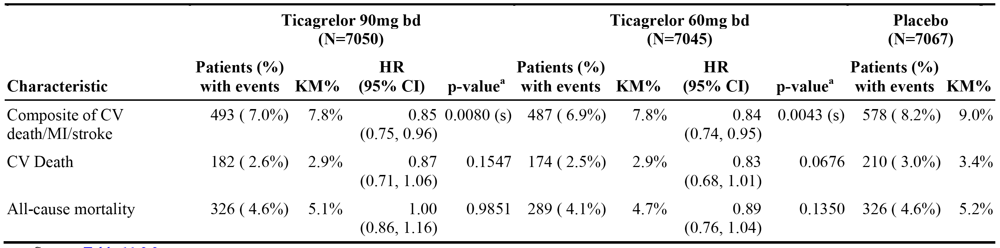 Ticagrelor 90mg bd Ticagrelor 60mg bd Placebo
(N=7050) (N=7045) (N=7067)
Patients (%) HR Patients (%) HR Patients (%)
Characteristic with events KM% (95% CI) p-valueᵃ with events KM% (95% CI) p-valueᵃ with events KM%
Composite of CV 493 ( 7.0%) 7.8% 0.85 0.0080 (s) 487 ( 6.9%) 7.8% 0.84 0.0043 (s) 578 ( 8.2%) 9.0%
death/MI/stroke (0.75, 0.96) (0.74, 0.95)
CV Death 182 ( 2.6%) 2.9% 0.87 0.1547 174 ( 2.5%) 2.9% 0.83 0.0676 210 ( 3.0%) 3.4%
(0.71, 1.06) (0.68, 1.01)
All-cause mortality 326 ( 4.6%) 5.1% 1.00 0.9851 289 ( 4.1%) 4.7% 0.89 0.1350 326 ( 4.6%) 5.2%
(0.86, 1.16) (0.76, 1.04)